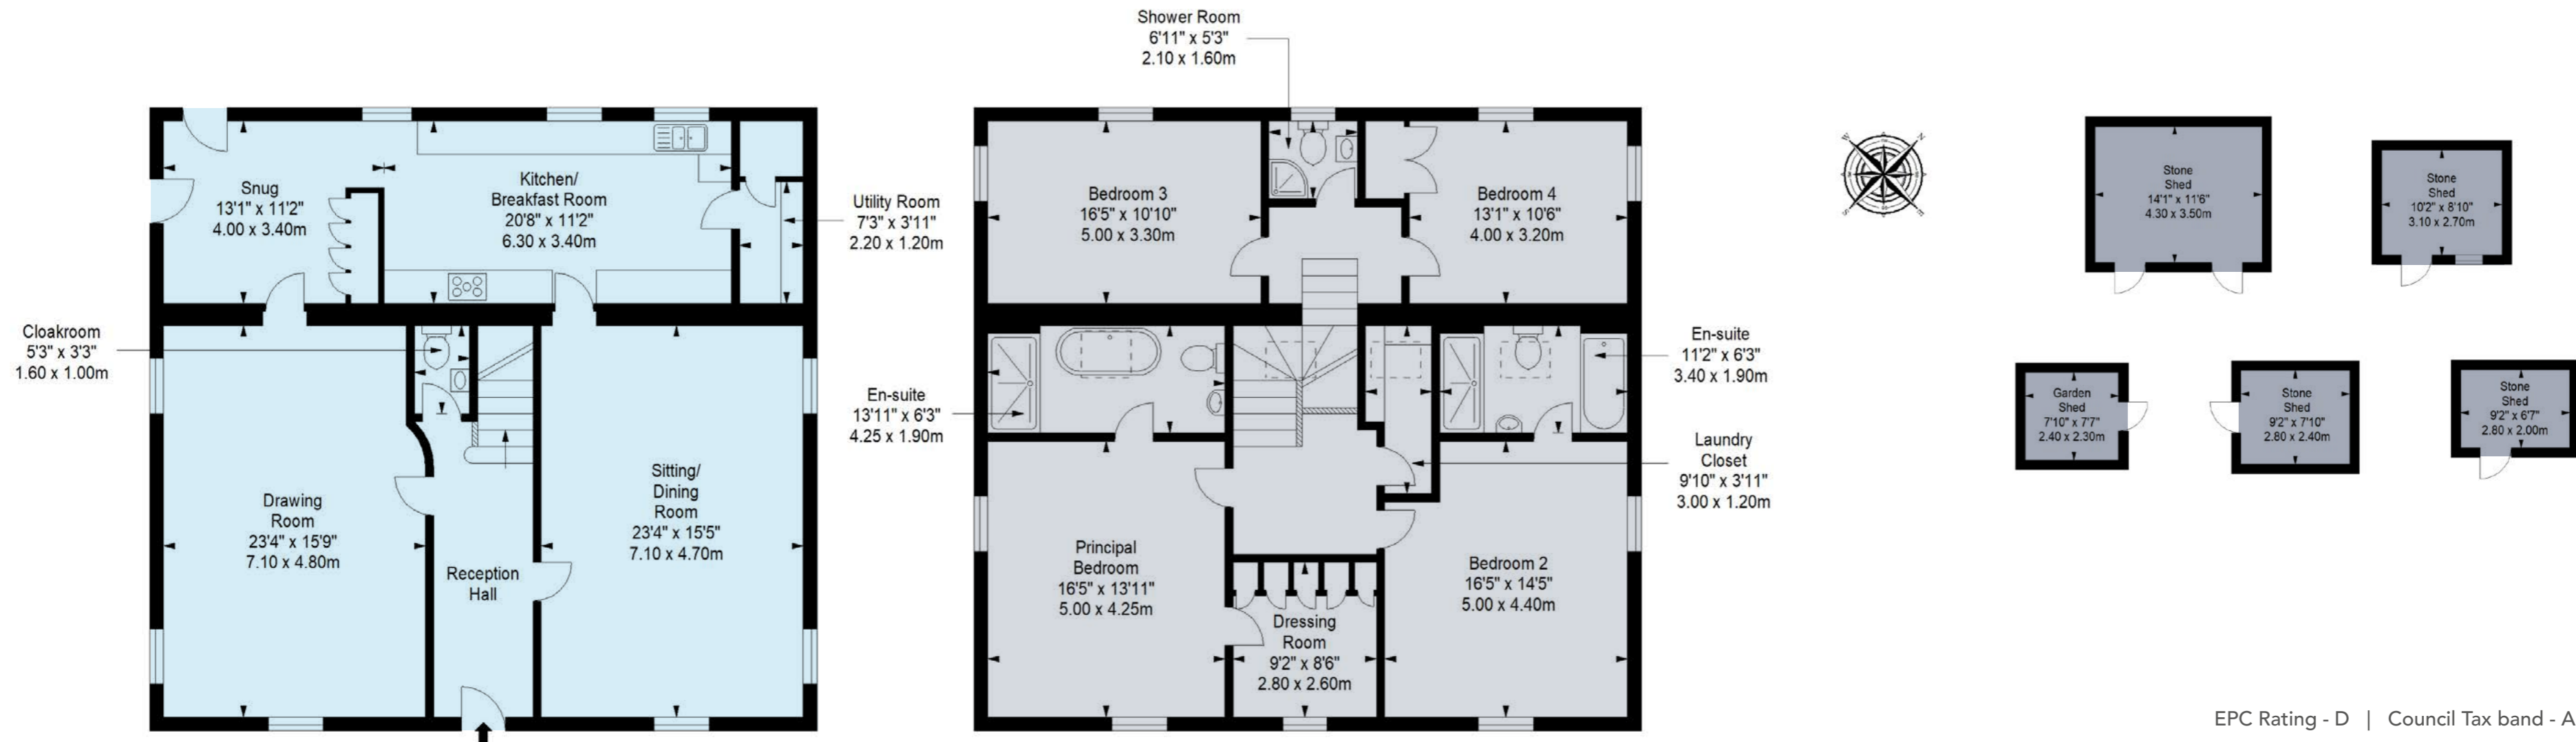 Shower Room
6'11" x 5'3"
2.10 x 1.60m
Snug
13'1" x 11'2"
4.00 x 3.40m
Kitchen/
Breakfast Room
20'8" x 11'2"
6.30 x 3.40m
Utility Room
7'3" x 3'11"
2.20 x 1.20m
Cloakroom
5'3" x 3'3"
1.60 x 1.00m
Drawing
Room
23'4" x 15'9"
7.10 x 4.80m
Reception
Hall
Sitting/
Dining
Room
23'4" x 15'5"
7.10 x 4.70m
Bedroom 3
16'5" x 10'10"
5.00 x 3.30m
Bedroom 4
13'1" x 10'6"
4.00 x 3.20m
En-suite
13'11" x 6'3"
4.25 x 1.90m
En-suite
11'2" x 6'3"
3.40 x 1.90m
Laundry
Closet
9'10" x 3'11"
3.00 x 1.20m
Principal
Bedroom
16'5" x 13'11"
5.00 x 4.25m
Dressing
Room
9'2" x 8'6"
2.80 x 2.60m
Bedroom 2
16'5" x 14'5"
5.00 x 4.40m
W
N
S
E
Stone
Shed
14'1" x 11'6"
4.30 x 3.50m
Stone
Shed
10'2" x 8'10"
3.10 x 2.70m
Garden
Shed
7'10" x 7'7"
2.40 x 2.30m
Stone
Shed
9'2" x 7'10"
2.80 x 2.40m
Stone
Shed
9'2" x 6'7"
2.80 x 2.00m
EPC Rating - D | Council Tax band - A